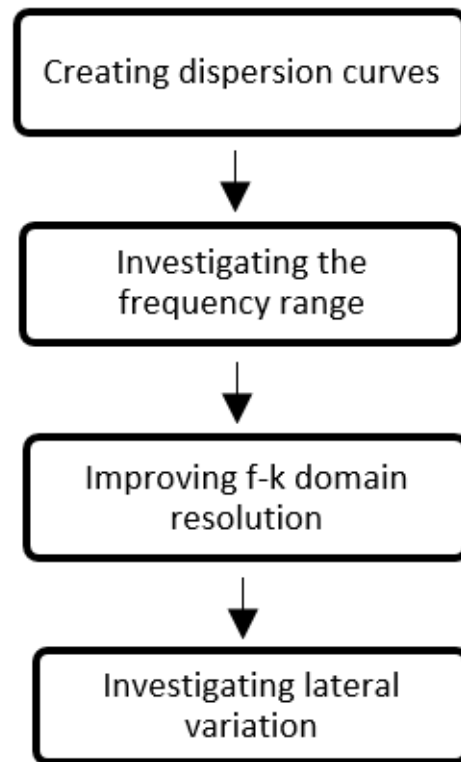 Creating dispersion curves
Investigating the
frequency range
Improving f-k domain
resolution
Investigating lateral
variation